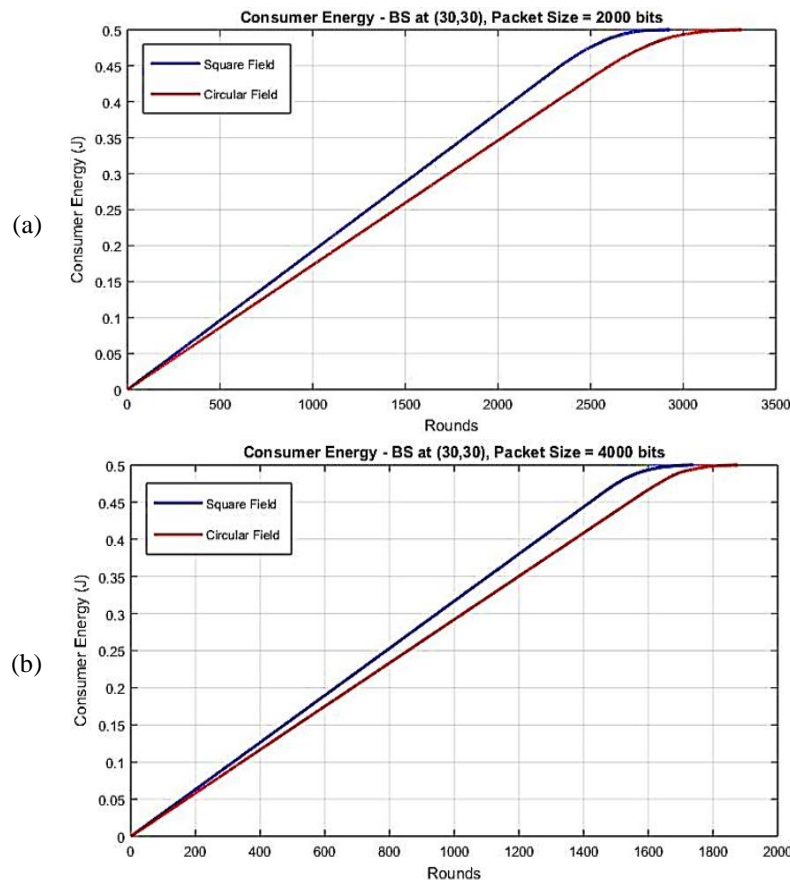 (a)
Consumer Energy - BS at (30,30), Packet Size = 2000 bits
Square Field
Circular Field
Consumer Energy (J)
0.5
0.45
0.4
0.35
0.3
0.25
0.2
0.15
0.1
0.05
0
0 500 1000 1500 2000 2500 3000 3500
Rounds
(b)
Consumer Energy - BS at (30,30), Packet Size = 4000 bits
Square Field
Circular Field
Consumer Energy (J)
0.5
0.45
0.4
0.35
0.3
0.25
0.2
0.15
0.1
0.05
0
0 200 400 600 800 1000 1200 1400 1600 1800 2000
Rounds